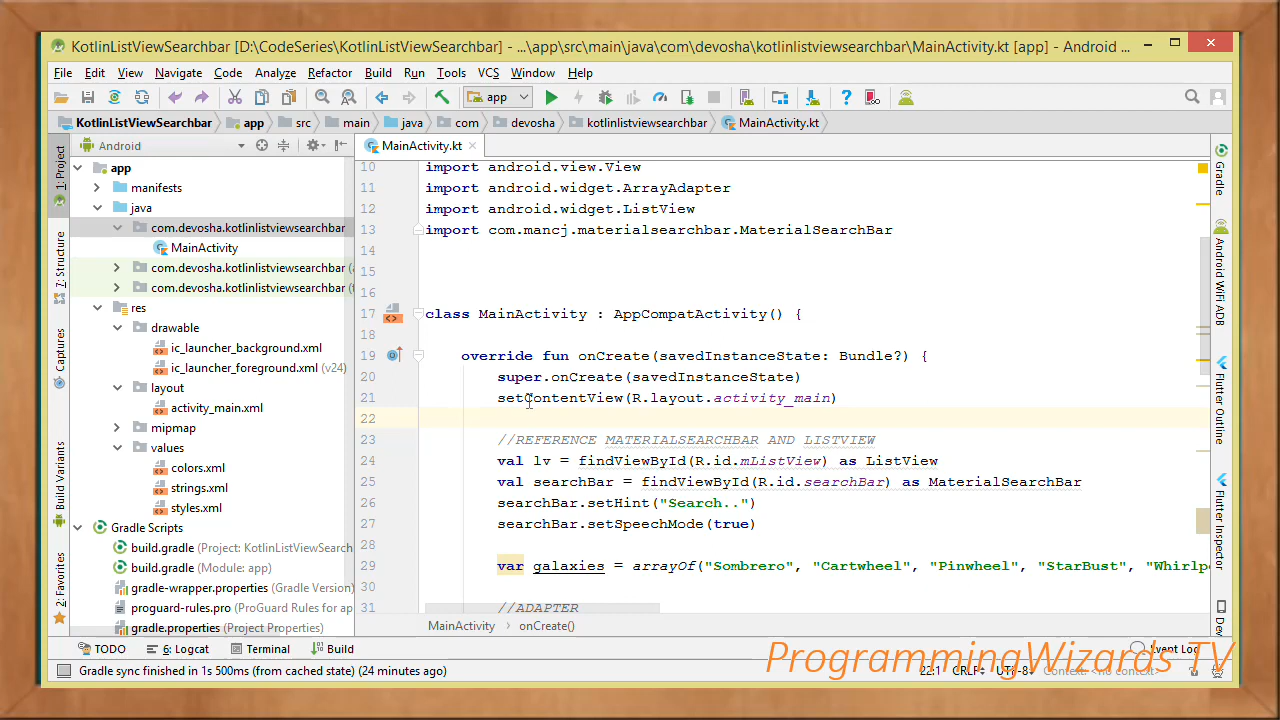 KotlinListViewSearchbar [D:\CodeSeries\KotlinListViewSearchbar] - ...\app\src\main\java\com\devosha\kotlinlistviewsearchbar\MainActivity.kt [app] - Android ...
File Edit View Navigate Code Analyze Refactor Build Run Tools VCS Window Help
app
KotlinListViewSearchbar app src main java com devosha kotlinlistviewsearchbar MainActivity.kt
Android
MainActivity.kt
1: Project
7: Structure
Captures
Build Variants
2: Favorites
app
manifests
java
com.devosha.kotlinlistviewsearchbar
MainActivity
com.devosha.kotlinlistviewsearchbar (a
com.devosha.kotlinlistviewsearchbar (t
res
drawable
ic_launcher_background.xml
ic_launcher_foreground.xml (v24)
layout
activity_main.xml
mipmap
values
colors.xml
strings.xml
styles.xml
Gradle Scripts
build.gradle (Project: KotlinListViewSearch
build.gradle (Module: app)
gradle-wrapper.properties (Gradle Version)
proguard-rules.pro (ProGuard Rules for ap
gradle.properties (Project Properties)
10 import android.view.View
11 import android.widget.ArrayAdapter
12 import android.widget.ListView
13 import com.mancj.materialsearchbar.MaterialSearchBar
14
15
16
17 class MainActivity : AppCompatActivity() {
18
19 override fun onCreate(savedInstanceState: Bundle?) {
20 super.onCreate(savedInstanceState)
21 setContentView(R.layout.activity_main)
22
23 //REFERENCE MATERIALSEARCHBAR AND LISTVIEW
24 val lv = findViewById(R.id.mListView) as ListView
25 val searchBar = findViewById(R.id.searchBar) as MaterialSearchBar
26 searchBar.setHint("Search..")
27 searchBar.setSpeechMode(true)
28
29 var galaxies = arrayOf("Sombrero", "Cartwheel", "Pinwheel", "StarBust", "Whirlpo
30
31 //ADAPTER
MainActivity > onCreate()
Gradle
Android WiFi ADB
Flutter Outline
Flutter Inspector
Dev
TODO 6: Logcat Terminal Build Event Log
Gradle sync finished in 1s 500ms (from cached state) (24 minutes ago) 22:1 CRLF UTF-8 Context: <no context>
ProgrammingWizards TV